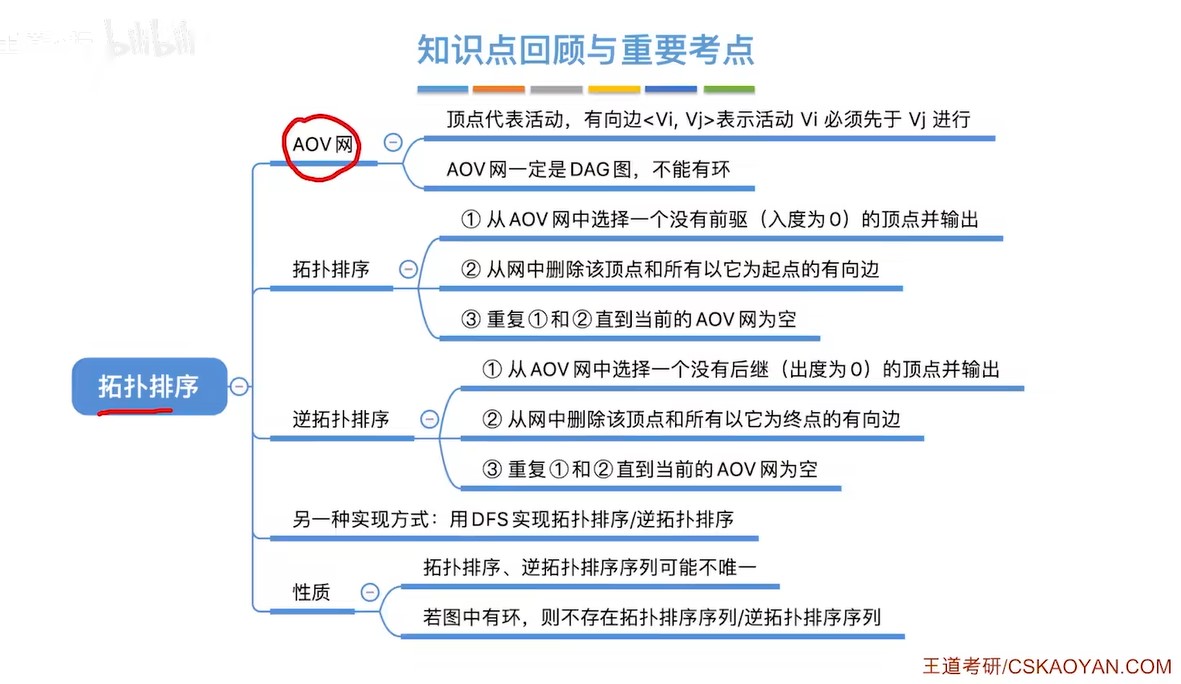 bilibili
知识点回顾与重要考点
AOV网
顶点代表活动，有向边<Vi, Vj>表示活动 Vi 必须先于 Vj 进行
AOV网一定是DAG图，不能有环
拓扑排序
① 从AOV网中选择一个没有前驱（入度为0）的顶点并输出
② 从网中删除该顶点和所有以它为起点的有向边
③ 重复①和②直到当前的AOV网为空
拓扑排序
逆拓扑排序
① 从AOV网中选择一个没有后继（出度为0）的顶点并输出
② 从网中删除该顶点和所有以它为终点的有向边
③ 重复①和②直到当前的AOV网为空
另一种实现方式：用DFS实现拓扑排序/逆拓扑排序
性质
拓扑排序、逆拓扑排序序列可能不唯一
若图中有环，则不存在拓扑排序序列/逆拓扑排序序列
王道考研/CSKAOYAN.COM